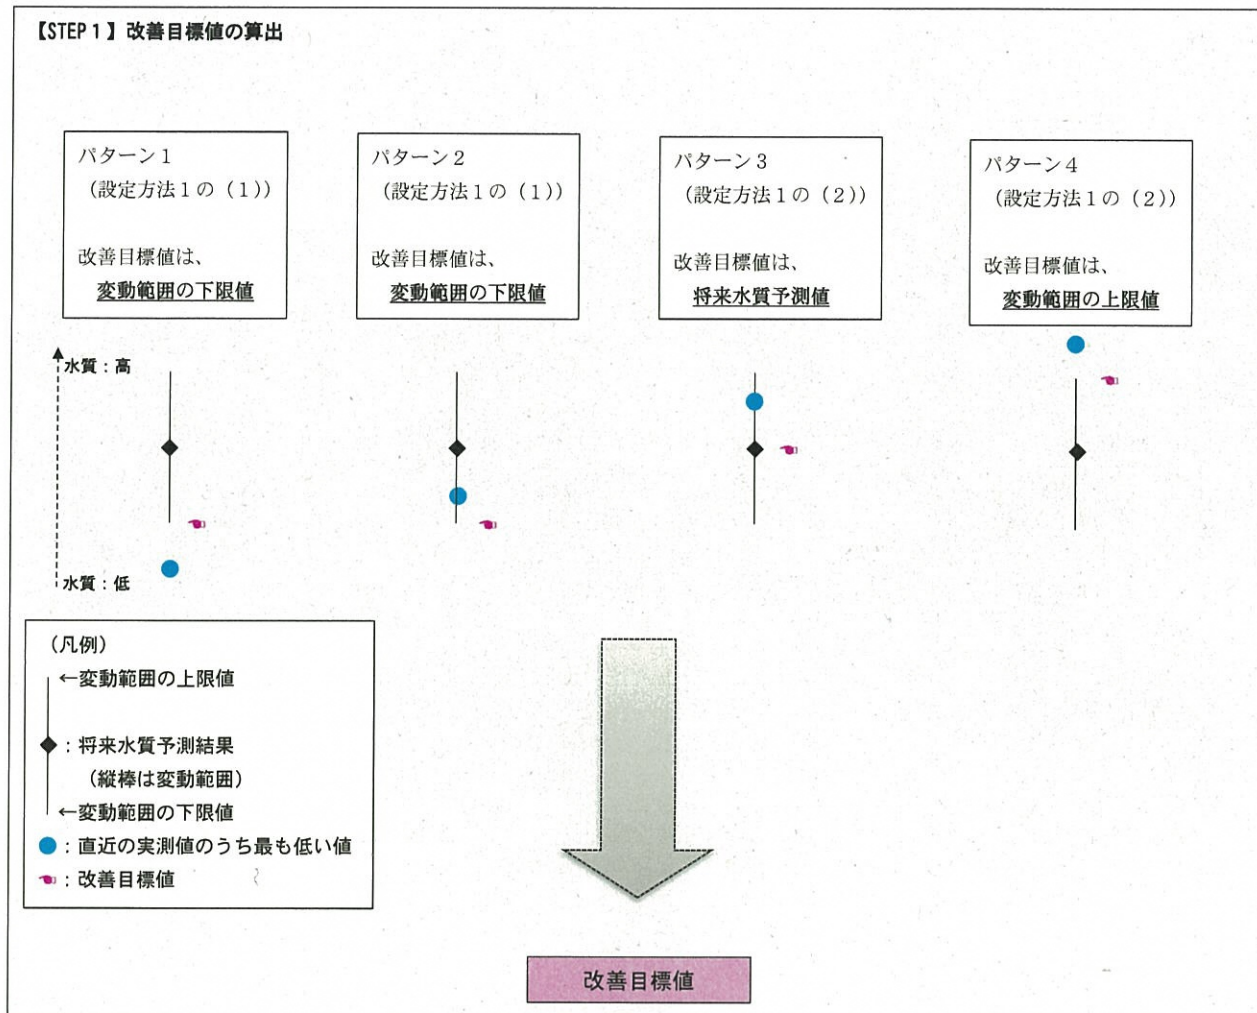 【STEP１】改善目標値の算出
パターン１
（設定方法１の（１））
改善目標値は、
変動範囲の下限値
パターン２
（設定方法１の（１））
改善目標値は、
変動範囲の下限値
パターン３
（設定方法１の（２））
改善目標値は、
将来水質予測値
パターン４
（設定方法１の（２））
改善目標値は、
変動範囲の上限値
水質：高
水質：低
（凡例）
←変動範囲の上限値
：将来水質予測結果
（縦棒は変動範囲）
←変動範囲の下限値
：直近の実測値のうち最も低い値
：改善目標値
改善目標値